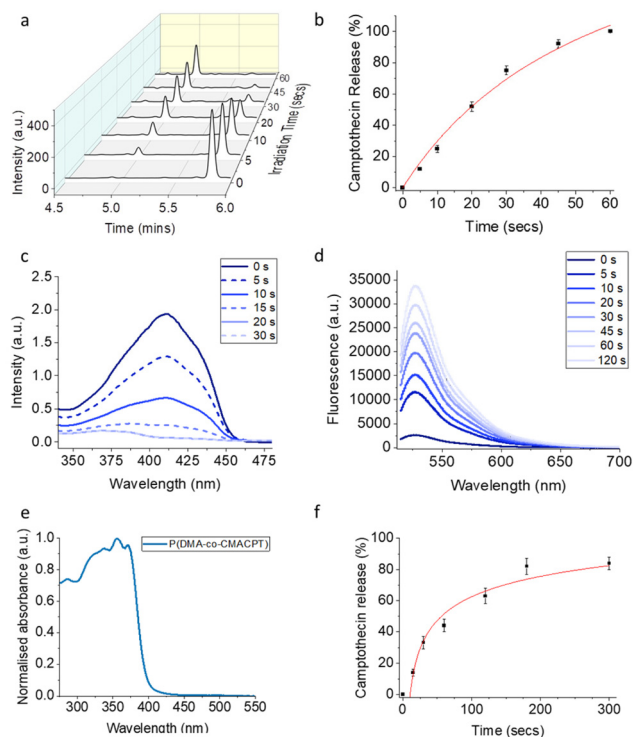 a
Intensity (a.u.)
400
200
0
4.5
5.0
5.5
6.0
Time (mins)
0
5
10
20
30
45
60
Irradiation Time (secs)
b
Camptothecin Release (%)
100
80
60
40
20
0
0 10 20 30 40 50 60
Time (secs)
c
Intensity (a.u.)
2.5
2.0
1.5
1.0
0.5
0.0
350 400 450
Wavelength (nm)
0 s
5 s
10 s
15 s
20 s
30 s
d
Fluorescence (a.u.)
35000
30000
25000
20000
15000
10000
5000
0
550 600 650 700
Wavelength (nm)
0 s
5 s
10 s
20 s
30 s
45 s
60 s
120 s
e
Normalised absorbance (a.u.)
1.0
0.8
0.6
0.4
0.2
0.0
300 350 400 450 500 550
Wavelength (nm)
P(DMA-co-CMACPT)
f
Camptothecin release (%)
100
80
60
40
20
0
0 100 200 300
Time (secs)